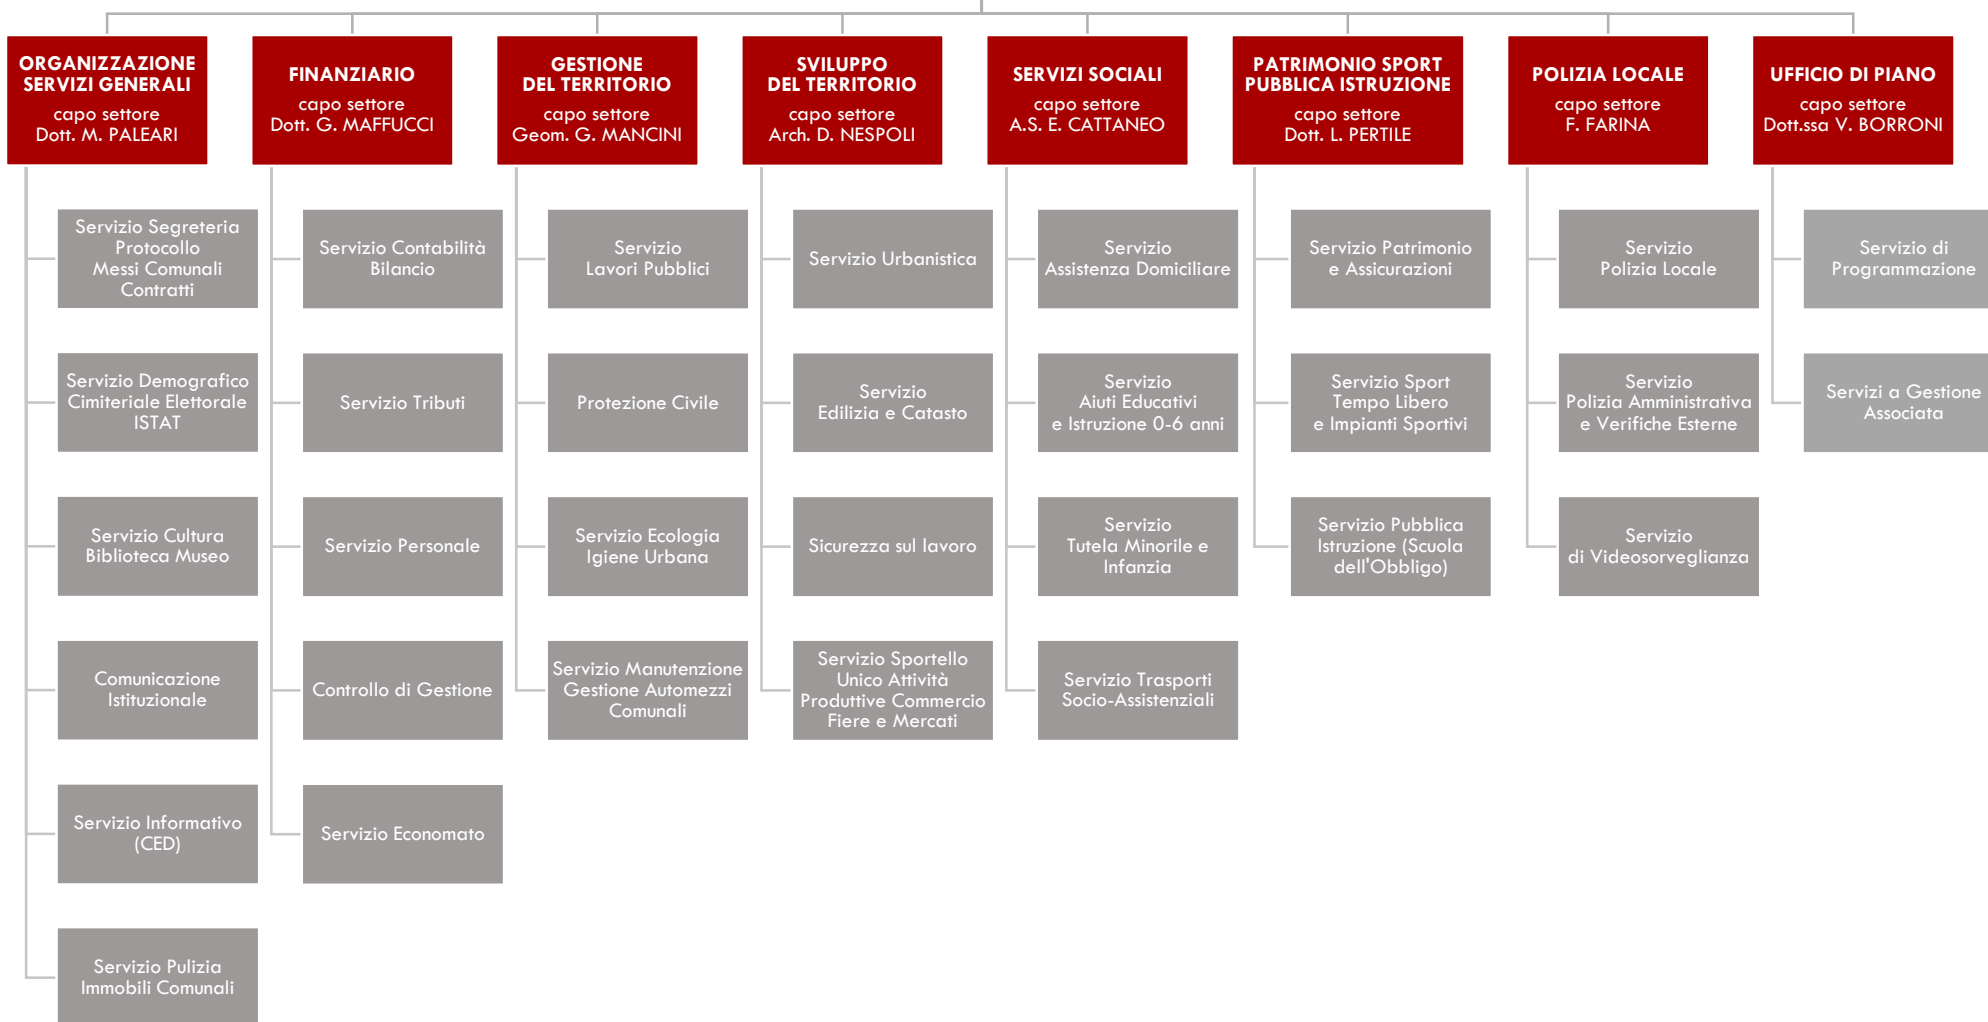 ORGANIZZAZIONE
SERVIZI GENERALI
capo settore
Dott. M. PALEARI
Servizio Segreteria
Protocollo
Messi Comunali
Contratti
Servizio Demografico
Cimiteriale Elettorale
ISTAT
Servizio Cultura
Biblioteca Museo
Comunicazione
Istituzionale
Servizio Informativo
(CED)
Servizio Pulizia
Immobili Comunali
FINANZIARIO
capo settore
Dott. G. MAFFUCCI
Servizio Contabilità
Bilancio
Servizio Tributi
Servizio Personale
Controllo di Gestione
Servizio Economato
GESTIONE
DEL TERRITORIO
capo settore
Geom. G. MANCINI
Servizio
Lavori Pubblici
Protezione Civile
Servizio Ecologia
Igiene Urbana
Servizio Manutenzione
Gestione Automezzi
Comunali
SVILUPPO
DEL TERRITORIO
capo settore
Arch. D. NESPOLI
Servizio Urbanistica
Servizio
Edilizia e Catasto
Sicurezza sul lavoro
Servizio Sportello
Unico Attività
Produttive Commercio
Fiere e Mercati
SERVIZI SOCIALI
capo settore
A.S. E. CATTANEO
Servizio
Assistenza Domiciliare
Servizio
Aiuti Educativi
e Istruzione 0-6 anni
Servizio
Tutela Minorile e
Infanzia
Servizio Trasporti
Socio-Assistenziali
PATRIMONIO SPORT
PUBBLICA ISTRUZIONE
capo settore
Dott. L. PERTILE
Servizio Patrimonio
e Assicurazioni
Servizio Sport
Tempo Libero
e Impianti Sportivi
Servizio Pubblica
Istruzione (Scuola
dell'Obbligo)
POLIZIA LOCALE
capo settore
F. FARINA
Servizio
Polizia Locale
Servizio
Polizia Amministrativa
e Verifiche Esterne
Servizio
di Videosorveglianza
UFFICIO DI PIANO
capo settore
Dott.ssa V. BORRONI
Servizio di
Programmazione
Servizi a Gestione
Associata